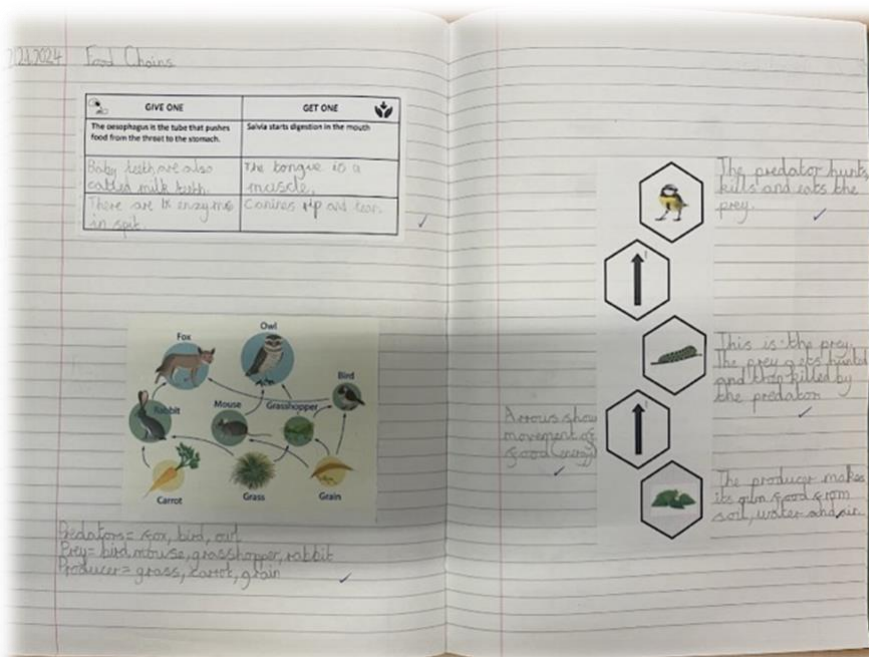 2024 Food Chains
GIVE ONE
GET ONE
The oesophagus is the tube that pushes
food from the throat to the stomach.
Salvia starts digestion in the mouth
Baby teeth are also
called milk teeth.
The tongue is a
muscle.
There are enzymes
in spit.
Canines rip and tear.
Fox
Owl
Bird
Rabbit
Mouse
Grasshopper
Carrot
Grass
Grain
Predators= fox, bird, owl
Prey= bird, mouse, grasshopper, rabbit
Producer= grass, carrot, grain
The predator hunts,
kills and eats the
prey.
This is the prey.
The prey gets hunted
and then killed by
the predator
Arrows show
movement of
food (energy)
The producer makes
its own food from
soil, water and air.